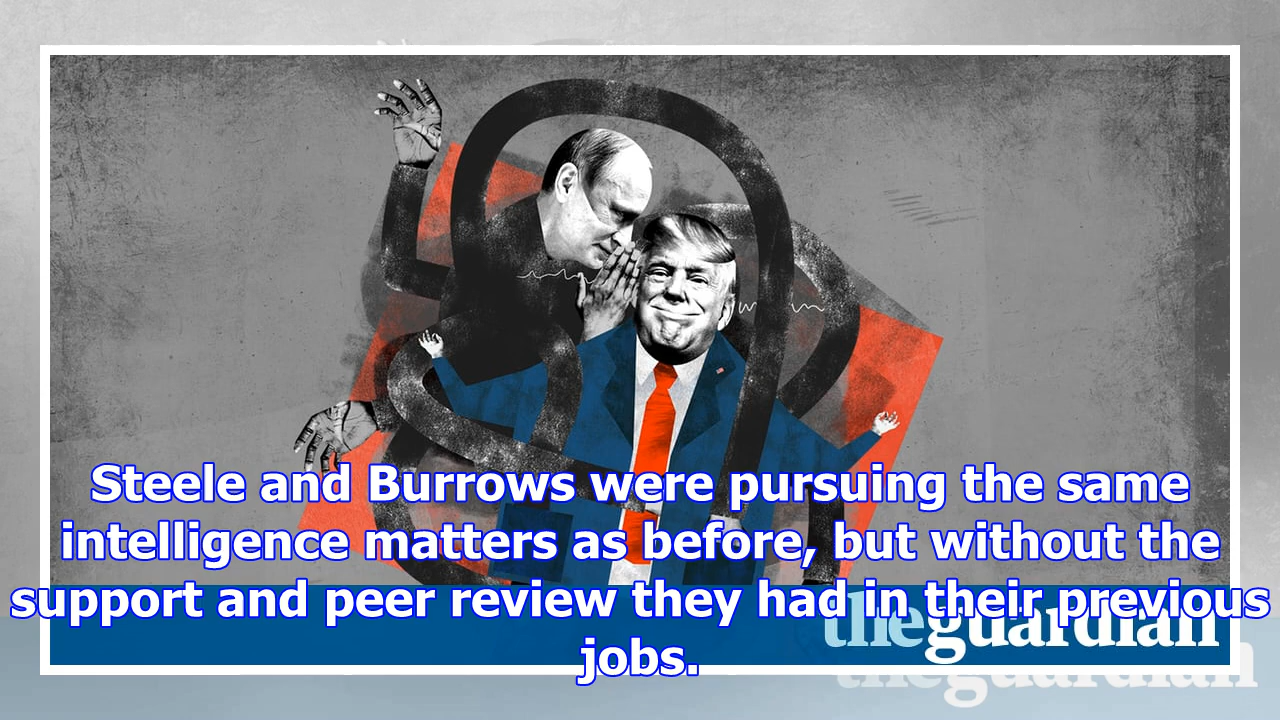 Steele and Burrows were pursuing the same
intelligence matters as before, but without the
support and peer review they had in their previous
jobs.
theguardian
theguardian